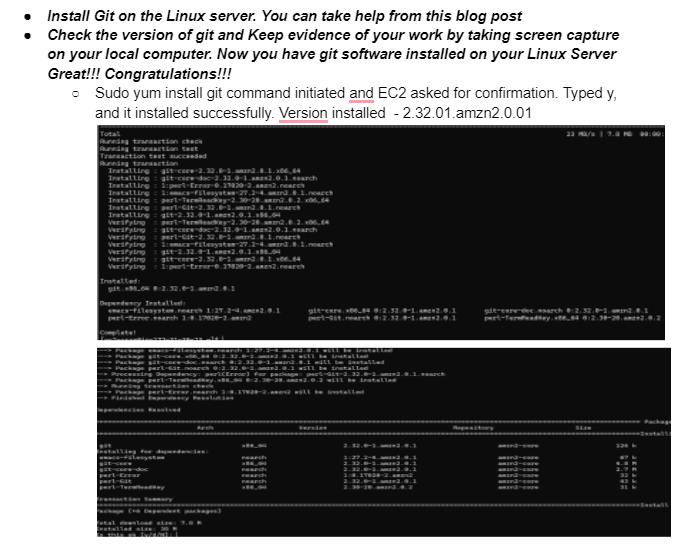 ● Install Git on the Linux server. You can take help from this blog post
● Check the version of git and Keep evidence of your work by taking screen capture
on your local computer. Now you have git software installed on your Linux Server
Great!!! Congratulations!!!
○ Sudo yum install git command initiated and EC2 asked for confirmation. Typed y,
and it installed successfully. Version installed - 2.32.01.amzn2.0.01
Total
Running transaction check
Running transaction test
Transaction test succeeded
Running transaction
Installing : git-core-2.32.0-1.amzn2.0.1.x86_64
Installing : git-core-doc-2.32.0-1.amzn2.0.1.noarch
Installing : 1:perl-Error-0.17020-2.amzn2.noarch
Installing : 1:emacs-filesystem-27.2-4.amzn2.0.1.noarch
Installing : perl-TermReadKey-2.30-20.amzn2.0.2.x86_64
Installing : perl-Git-2.32.0-1.amzn2.0.1.noarch
Installing : git-2.32.0-1.amzn2.0.1.x86_64
Verifying : perl-TermReadKey-2.30-20.amzn2.0.2.x86_64
Verifying : git-core-doc-2.32.0-1.amzn2.0.1.noarch
Verifying : perl-Git-2.32.0-1.amzn2.0.1.noarch
Verifying : 1:emacs-filesystem-27.2-4.amzn2.0.1.noarch
Verifying : git-2.32.0-1.amzn2.0.1.x86_64
Verifying : git-core-2.32.0-1.amzn2.0.1.x86_64
Verifying : 1:perl-Error-0.17020-2.amzn2.noarch
Installed:
git.x86_64 0:2.32.0-1.amzn2.0.1
Dependency Installed:
emacs-filesystem.noarch 1:27.2-4.amzn2.0.1 git-core.x86_64 0:2.32.0-1.amzn2.0.1 git-core-doc.noarch 0:2.32.0-1.amzn2.0.1
perl-Error.noarch 1:0.17020-2.amzn2 perl-Git.noarch 0:2.32.0-1.amzn2.0.1 perl-TermReadKey.x86_64 0:2.30-20.amzn2.0.2
Complete!
---> Package emacs-filesystem.noarch 1:27.2-4.amzn2.0.1 will be installed
---> Package git-core.x86_64 0:2.32.0-1.amzn2.0.1 will be installed
---> Package git-core-doc.noarch 0:2.32.0-1.amzn2.0.1 will be installed
---> Package perl-Git.noarch 0:2.32.0-1.amzn2.0.1 will be installed
--> Processing Dependency: perl(Error) for package: perl-Git-2.32.0-1.amzn2.0.1.noarch
---> Package perl-TermReadKey.x86_64 0:2.30-20.amzn2.0.2 will be installed
--> Running transaction check
---> Package perl-Error.noarch 1:0.17020-2.amzn2 will be installed
--> Finished Dependency Resolution
Dependencies Resolved
Package
Arch Version Repository Size
git x86_64 2.32.0-1.amzn2.0.1 amzn2-core
Installing for dependencies:
emacs-filesystem noarch 1:27.2-4.amzn2.0.1 amzn2-core
git-core x86_64 2.32.0-1.amzn2.0.1 amzn2-core
git-core-doc noarch 2.32.0-1.amzn2.0.1 amzn2-core
perl-Error noarch 1:0.17020-2.amzn2 amzn2-core
perl-Git noarch 2.32.0-1.amzn2.0.1 amzn2-core
perl-TermReadKey x86_64 2.30-20.amzn2.0.2 amzn2-core
Transaction Summary
Package (+6 Dependent packages)
Total download size: 7.8 M
Installed size: 38 M